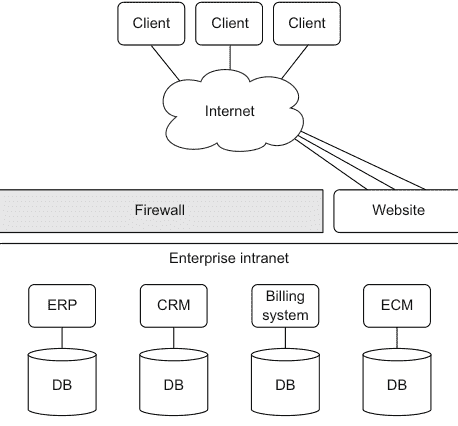 Client Client Client
Internet
Firewall Website
Enterprise intranet
ERP CRM Billing system ECM
DB DB DB DB